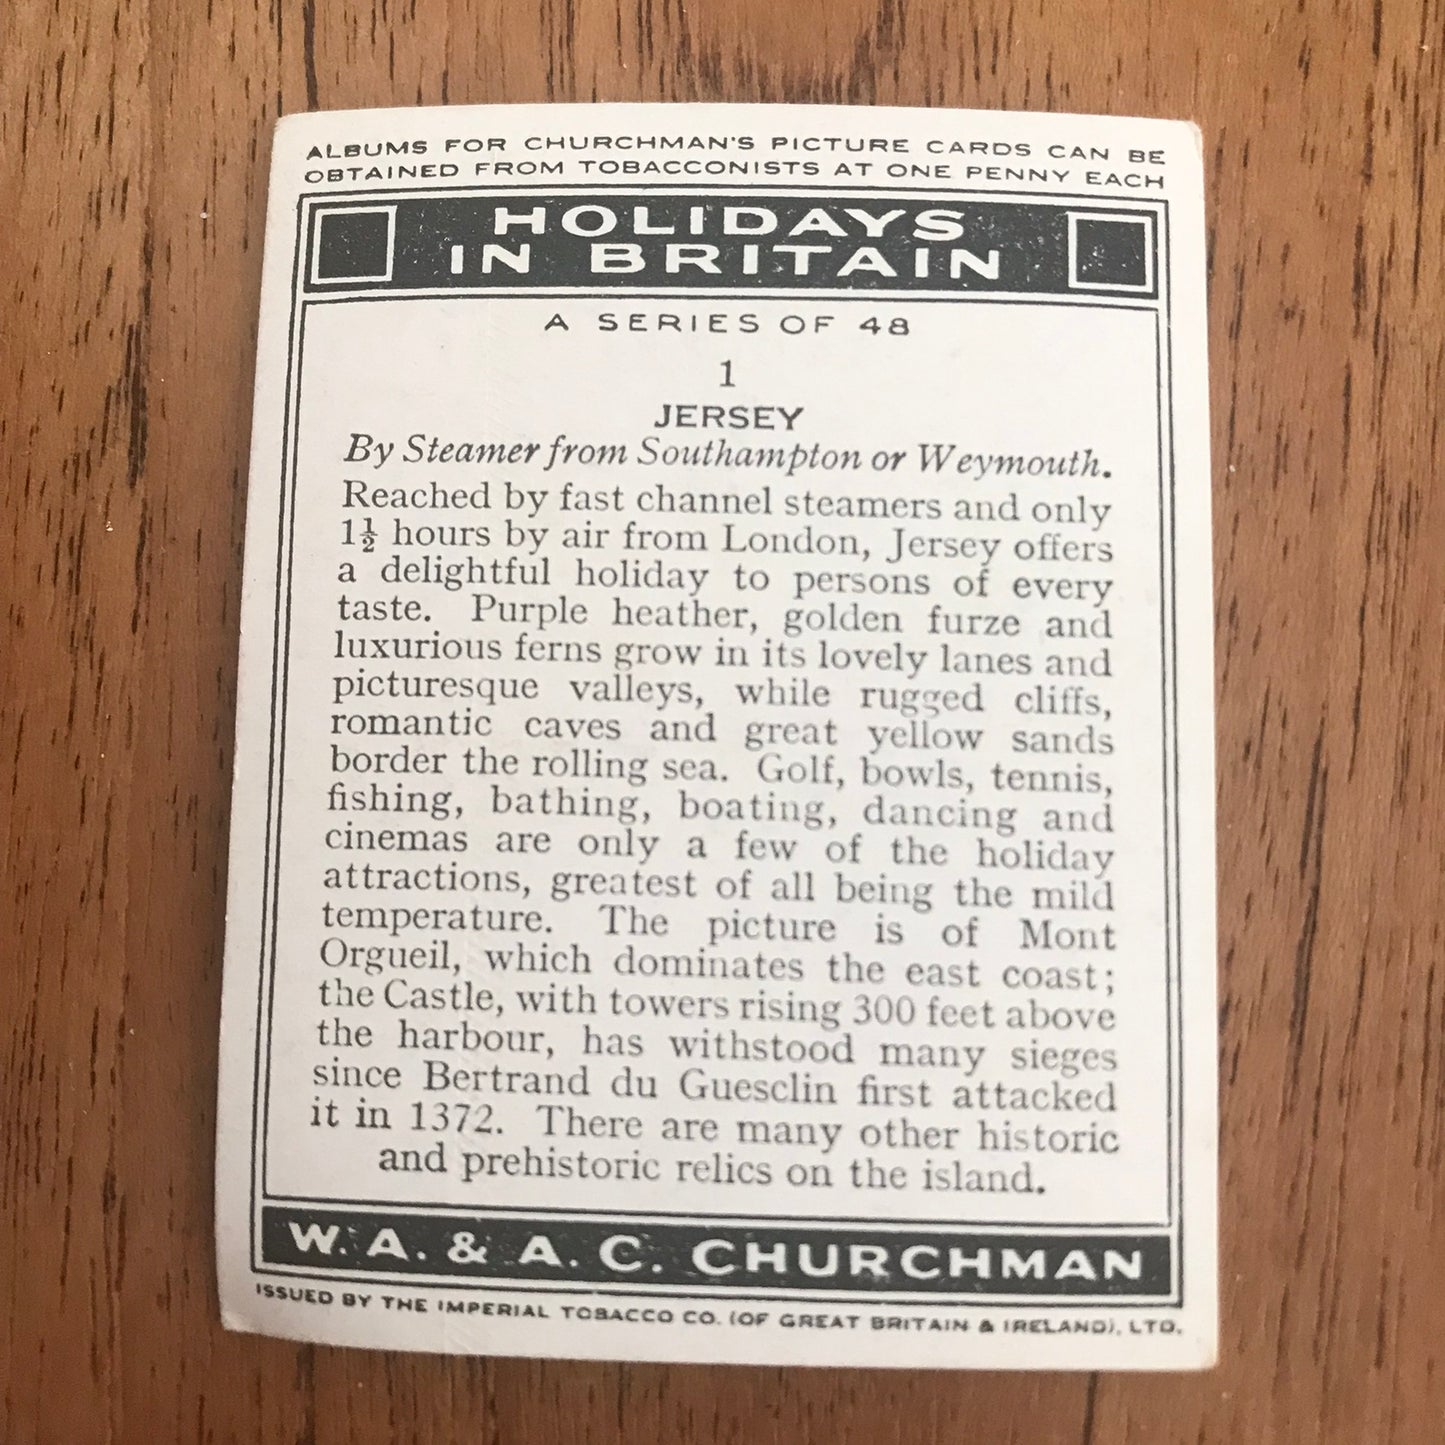 ALBUMS FOR CHURCHMAN'S PICTURE CARDS CAN BE
OBTAINED FROM TOBACCONISTS AT ONE PENNY EACH
HOLIDAYS
IN BRITAIN
A SERIES OF 48
1
JERSEY
By Steamer from Southampton or Weymouth.
Reached by fast channel steamers and only
1½ hours by air from London, Jersey offers
a delightful holiday to persons of every
taste. Purple heather, golden furze and
luxurious ferns grow in its lovely lanes and
picturesque valleys, while rugged cliffs,
romantic caves and great yellow sands
border the rolling sea. Golf, bowls, tennis,
fishing, bathing, boating, dancing and
cinemas are only a few of the holiday
attractions, greatest of all being the mild
temperature. The picture is of Mont
Orgueil, which dominates the east coast;
the Castle, with towers rising 300 feet above
the harbour, has withstood many sieges
since Bertrand du Guesclin first attacked
it in 1372. There are many other historic
and prehistoric relics on the island.
W. A. & A. C. CHURCHMAN
ISSUED BY THE IMPERIAL TOBACCO CO. (OF GREAT BRITAIN & IRELAND), LTD.